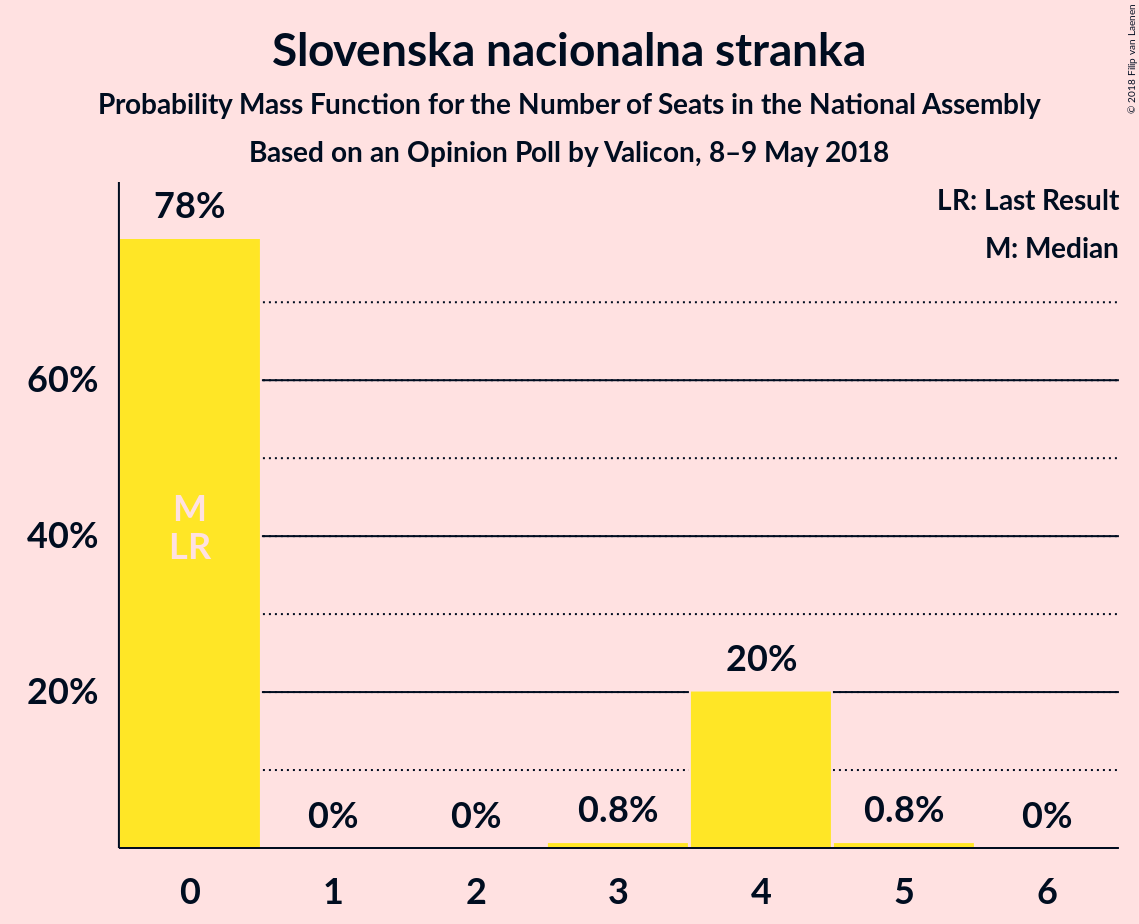 Slovenska nacionalna stranka
Probability Mass Function for the Number of Seats in the National Assembly
Based on an Opinion Poll by Valicon, 8–9 May 2018
© 2018 Filip van Laenen
LR: Last Result
M: Median
78%
60%
40%
20%
M
LR
0%
0%
0.8%
20%
0.8%
0%
0 1 2 3 4 5 6